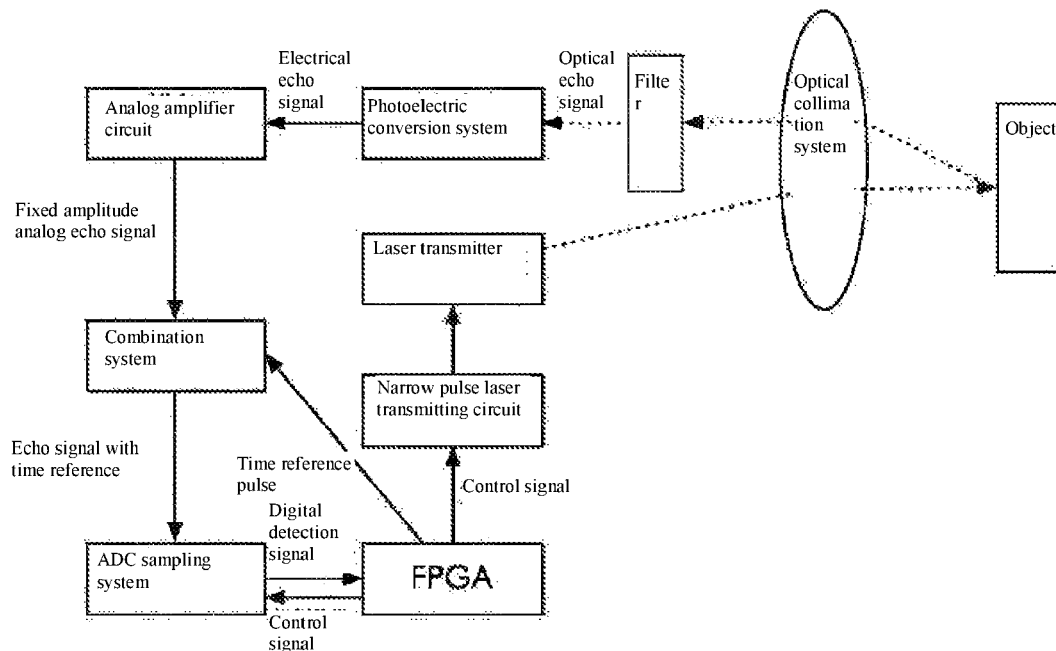 Electrical
echo
signal
Optical
echo
signal
Filte
r
Optical
collima
tion
system
Object
Analog amplifier
circuit
Photoelectric
conversion system
Fixed amplitude
analog echo signal
Laser transmitter
Combination
system
Narrow pulse laser
transmitting circuit
Echo signal with
time reference
Time reference
pulse
Control signal
Digital
detection
signal
ADC sampling
system
FPGA
Control
signal